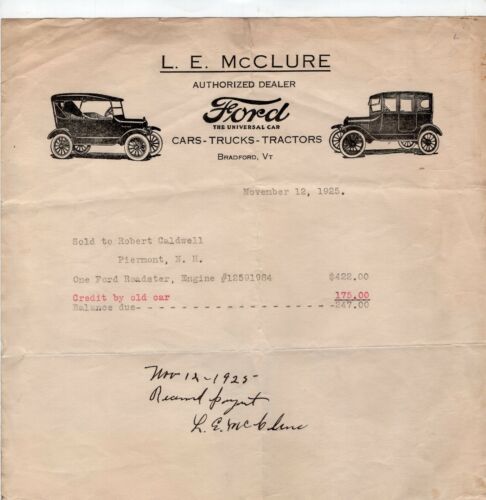 L. E. McCLURE
AUTHORIZED DEALER
Ford
THE UNIVERSAL CAR
CARS-TRUCKS-TRACTORS
BRADFORD, VT
November 12, 1925.
Sold to Robert Caldwell
Piermont, N. H.
One Ford Roadster, Engine #12591984 $422.00
Credit by old car 175.00
Balance due- - - - - - - - - - - - - - - -247.00
Nov 12-1925
Received payment
L. E. McClure